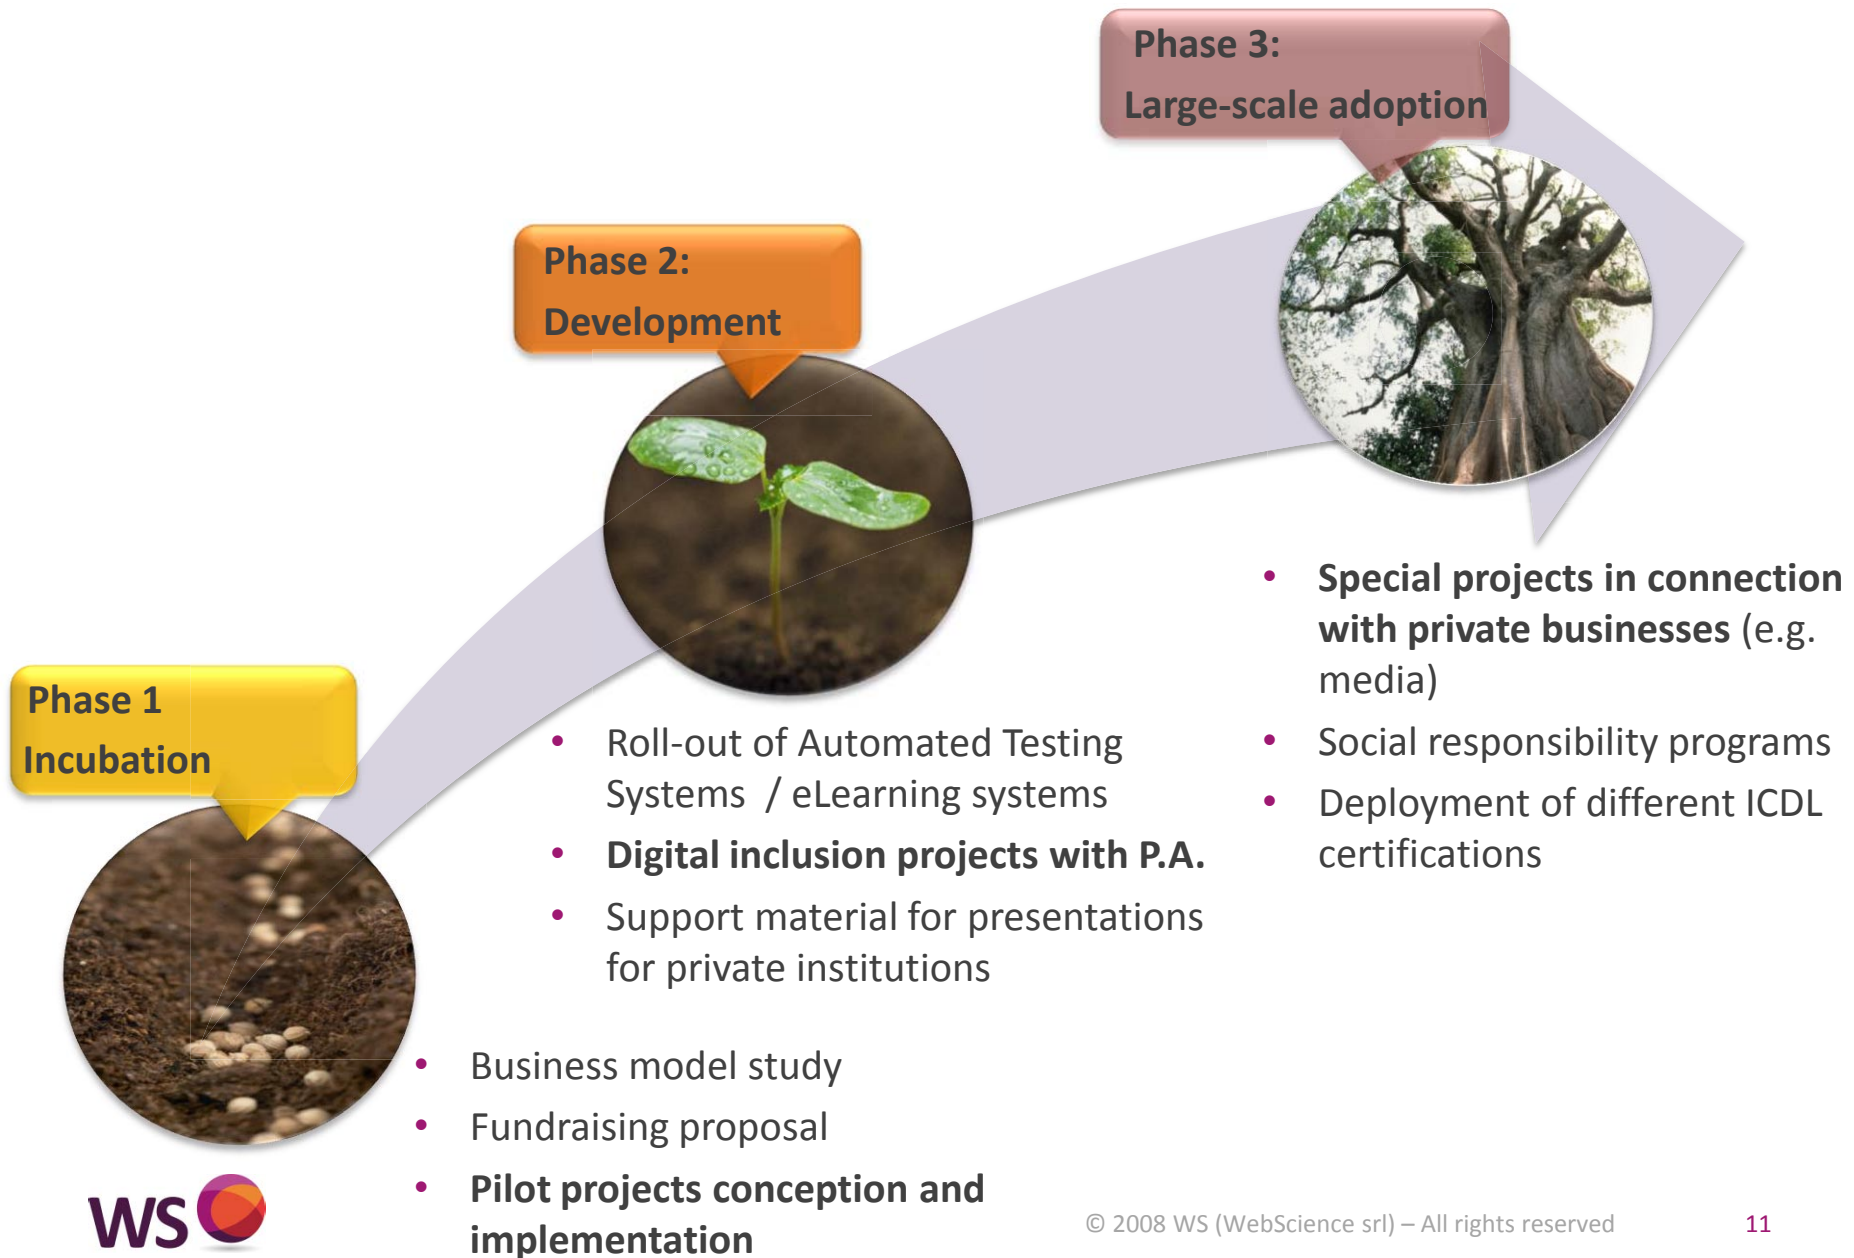 Phase 3:
Large-scale adoption
Phase 2:
Development
Phase 1
Incubation
• Special projects in connection
with private businesses (e.g.
media)
• Social responsibility programs
• Deployment of different ICDL
certifications
• Roll-out of Automated Testing
Systems / eLearning systems
• Digital inclusion projects with P.A.
• Support material for presentations
for private institutions
• Business model study
• Fundraising proposal
• Pilot projects conception and
implementation
WS
© 2008 WS (WebScience srl) – All rights reserved 11